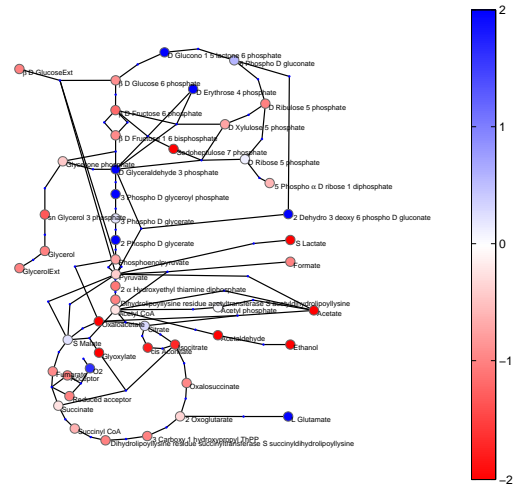 D Glucono 1 5 lactone 6 phosphate
6 Phospho D gluconate
β D GlucoseExt
β D Glucose 6 phosphate
D Erythrose 4 phosphate
D Ribulose 5 phosphate
β D Fructose 6 phosphate
D Xylulose 5 phosphate
β D Fructose 1 6 bisphosphate
Sedoheptulose 7 phosphate
Glycerone phosphate
D Ribose 5 phosphate
D Glyceraldehyde 3 phosphate
5 Phospho α D ribose 1 diphosphate
3 Phospho D glyceroyl phosphate
sn Glycerol 3 phosphate
3 Phospho D glycerate
2 Dehydro 3 deoxy 6 phospho D gluconate
2 Phospho D glycerate
S Lactate
Glycerol
Phosphoenolpyruvate
Formate
GlycerolExt
Pyruvate
2 α Hydroxyethyl thiamine diphosphate
Dihydrolipoyllysine residue acetyltransferase S acetyldihydrolipoyllysine
Acetyl CoA
Acetyl phosphate
Acetate
Oxaloacetate
Citrate
Acetaldehyde
S Malate
cis Aconitate
Isocitrate
Ethanol
Glyoxylate
O2
Fumarate
Acceptor
Oxalosuccinate
Reduced acceptor
Succinate
2 Oxoglutarate
L Glutamate
Succinyl CoA
3 Carboxy 1 hydroxypropyl ThPP
Dihydrolipoyllysine residue succinyltransferase S succinyldihydrolipoyllysine
2
1
0
−1
−2